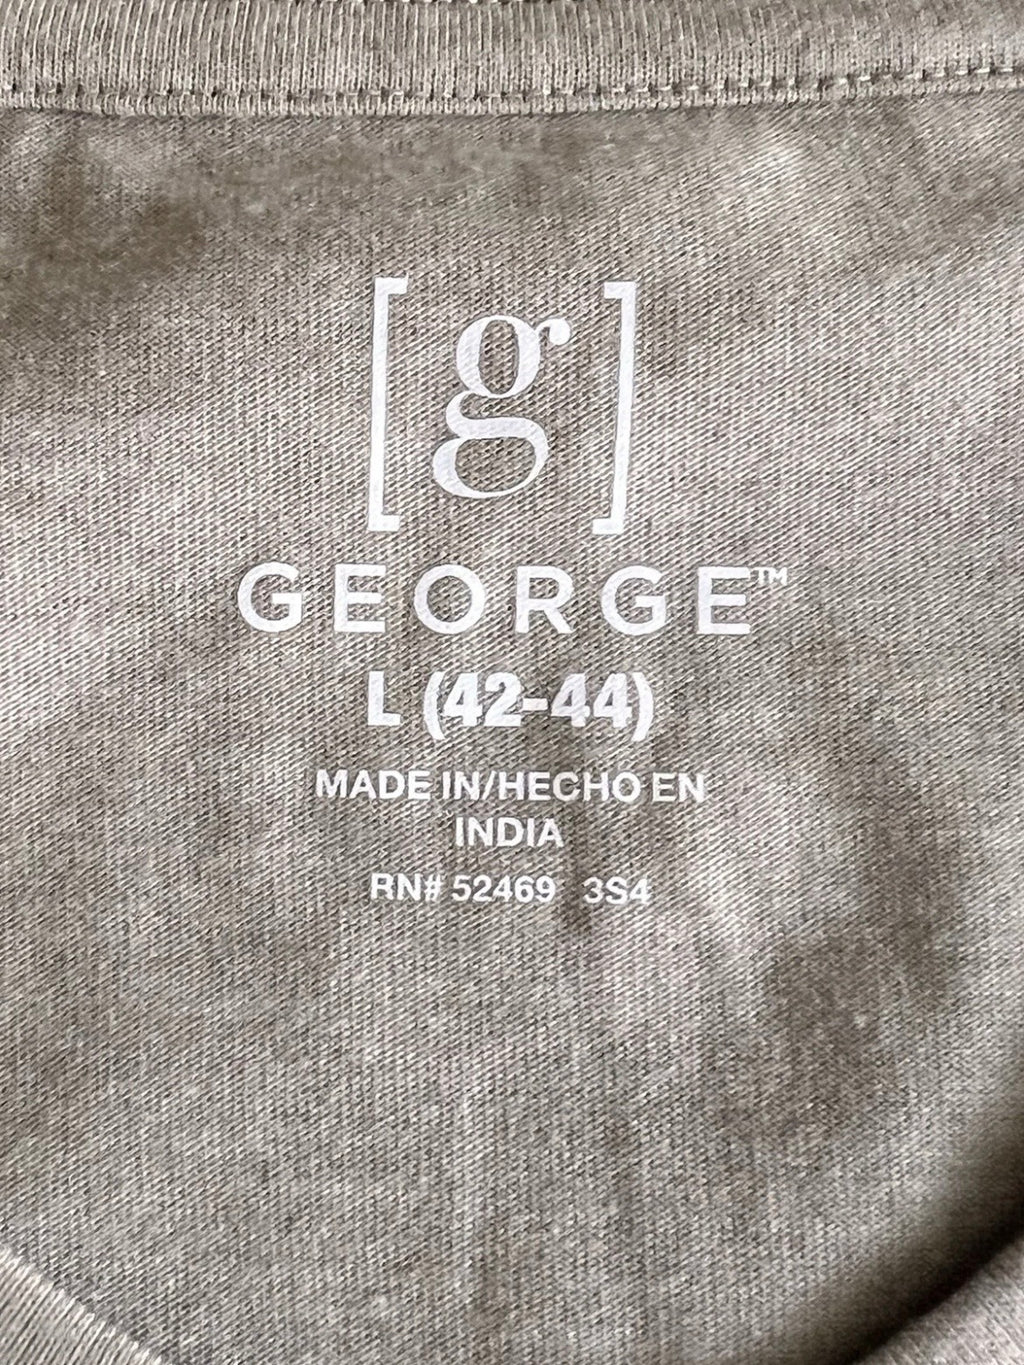 [g]
GEORGE™
L (42-44)
MADE IN/HECHO EN
INDIA
RN# 52469 3S4